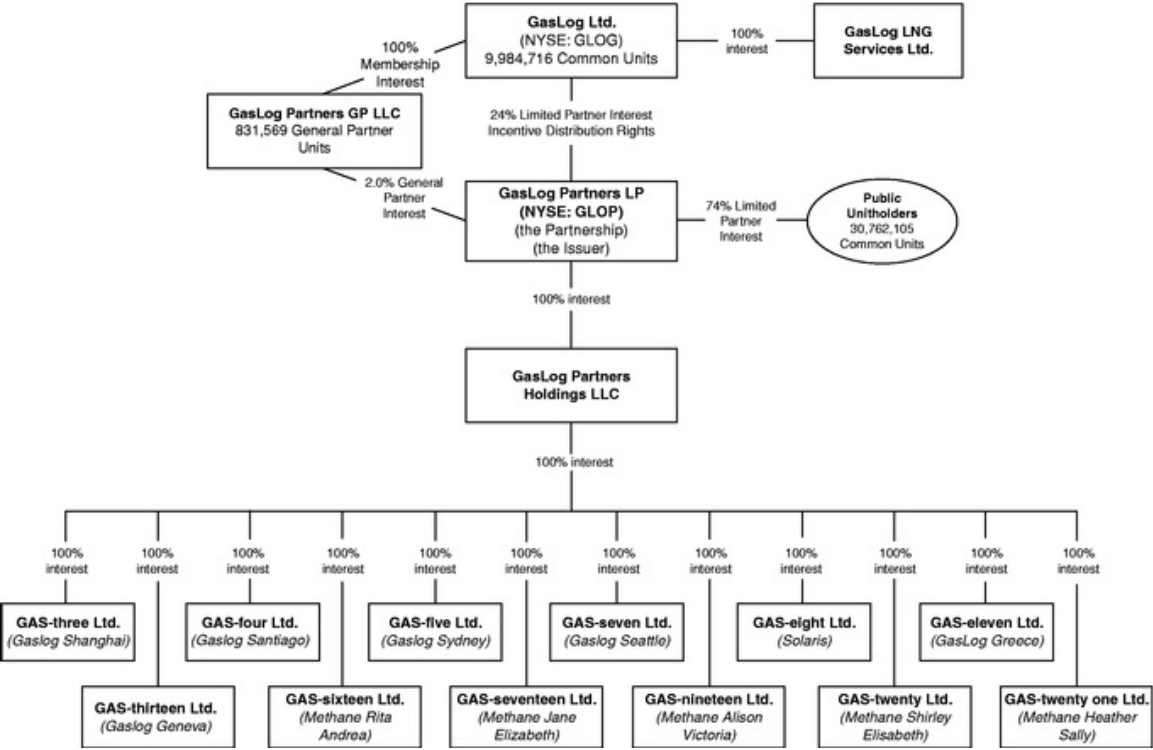 GasLog Ltd.
(NYSE: GLOG)
9,984,716 Common Units
100%
interest
GasLog LNG
Services Ltd.
100%
Membership
Interest
GasLog Partners GP LLC
831,569 General Partner
Units
24% Limited Partner Interest
Incentive Distribution Rights
2.0% General
Partner
Interest
GasLog Partners LP
(NYSE: GLOP)
(the Partnership)
(the Issuer)
74% Limited
Partner
Interest
Public
Unitholders
30,762,105
Common Units
100% interest
GasLog Partners
Holdings LLC
100% interest
100%
interest
100%
interest
100%
interest
100%
interest
100%
interest
100%
interest
100%
interest
100%
interest
100%
interest
100%
interest
100%
interest
100%
interest
GAS-three Ltd.
(Gaslog Shanghai)
GAS-four Ltd.
(Gaslog Santiago)
GAS-five Ltd.
(Gaslog Sydney)
GAS-seven Ltd.
(Gaslog Seattle)
GAS-eight Ltd.
(Solaris)
GAS-eleven Ltd.
(GasLog Greece)
GAS-thirteen Ltd.
(Gaslog Geneva)
GAS-sixteen Ltd.
(Methane Rita
Andrea)
GAS-seventeen Ltd.
(Methane Jane
Elizabeth)
GAS-nineteen Ltd.
(Methane Alison
Victoria)
GAS-twenty Ltd.
(Methane Shirley
Elisabeth)
GAS-twenty one Ltd.
(Methane Heather
Sally)